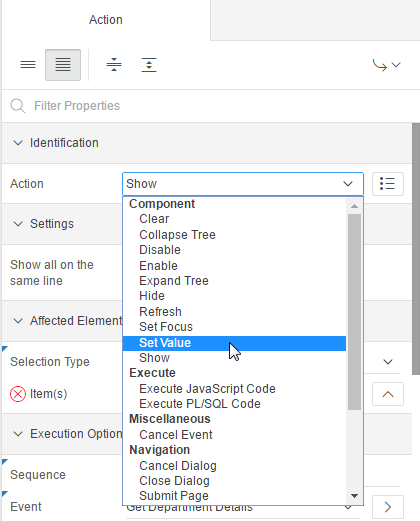 Action
Filter Properties
Identification
Action
Show
Component
Clear
Collapse Tree
Disable
Enable
Expand Tree
Hide
Refresh
Set Focus
Set Value
Show
Execute
Execute JavaScript Code
Execute PL/SQL Code
Miscellaneous
Cancel Event
Navigation
Cancel Dialog
Close Dialog
Submit Page
Settings
Show all on the
same line
Affected Element
Selection Type
Item(s)
Execution Option
Sequence
Event
Get Department Details